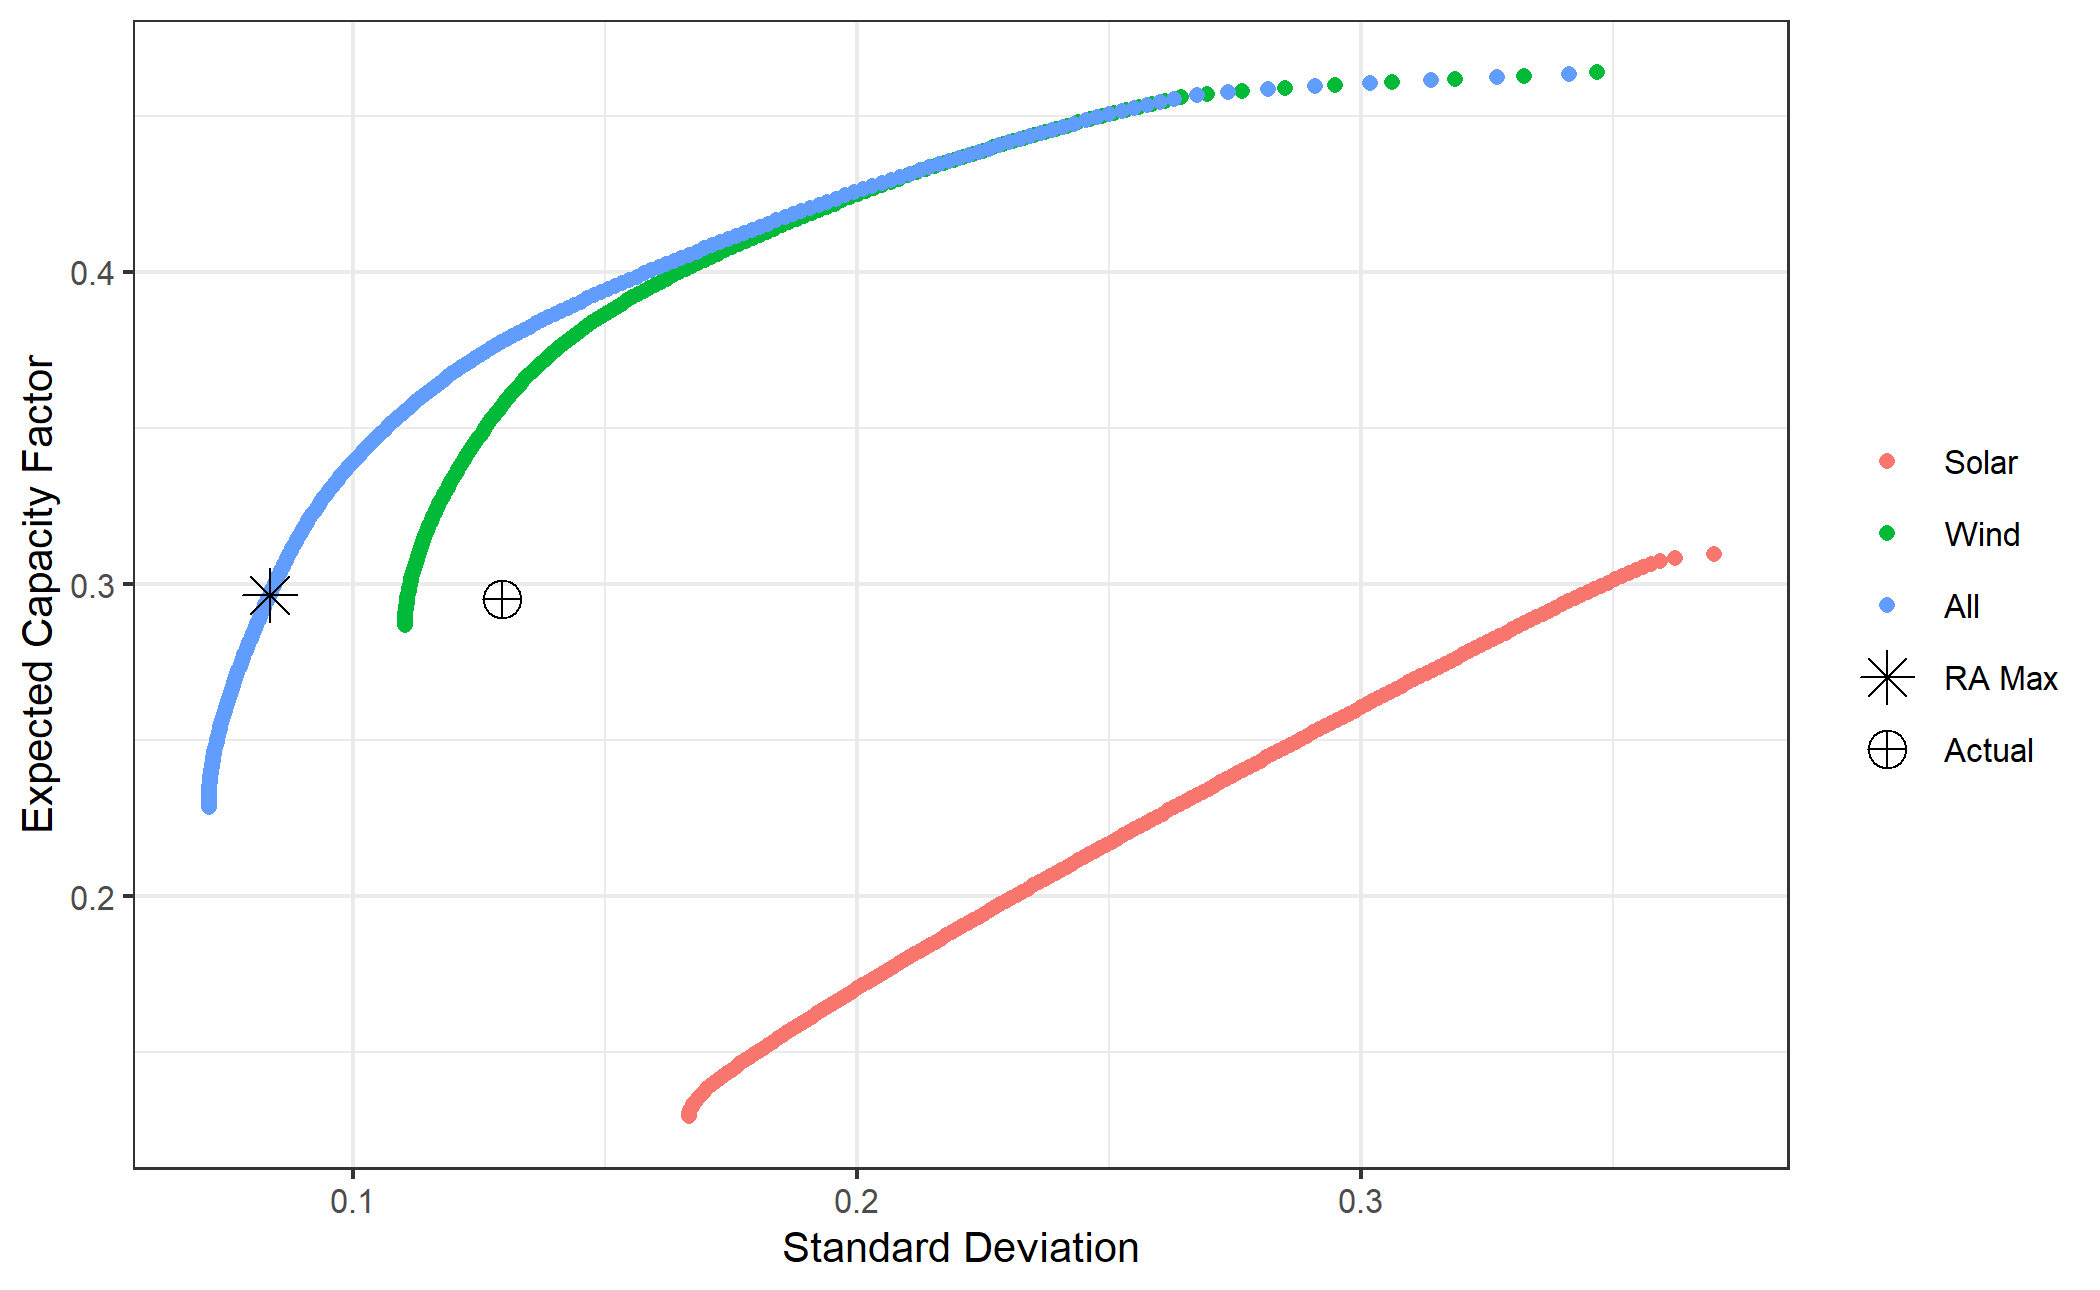 Expected Capacity Factor
0.4
0.3
0.2
0.1
0.2
0.3
Standard Deviation
Solar
Wind
All
RA Max
Actual